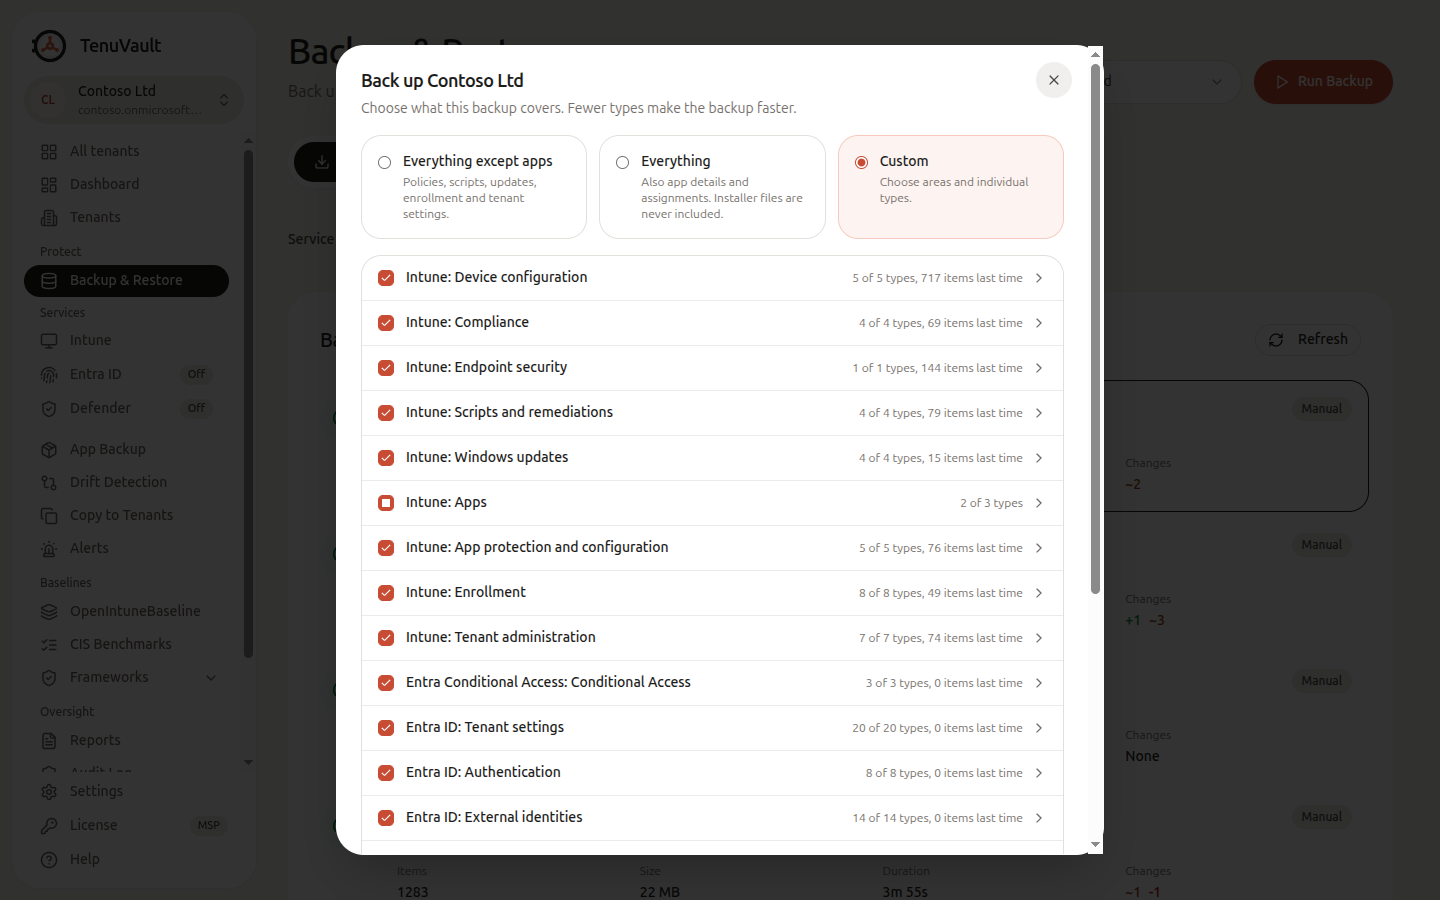 TenuVault
CL
Contoso Ltd
contoso.onmicrosoft...
All tenants
Dashboard
Tenants
Protect
Backup & Restore
Services
Intune
Entra ID
Off
Defender
Off
App Backup
Drift Detection
Copy to Tenants
Alerts
Baselines
OpenIntuneBaseline
CIS Benchmarks
Frameworks
Oversight
Reports
Audit Log
Settings
License
MSP
Help
Run Backup
Service
Refresh
Back up Contoso Ltd
Choose what this backup covers. Fewer types make the backup faster.
Everything except apps
Policies, scripts, updates,
enrollment and tenant
settings.
Everything
Also app details and
assignments. Installer files are
never included.
Custom
Choose areas and individual
types.
Intune: Device configuration
5 of 5 types, 717 items last time
Intune: Compliance
4 of 4 types, 69 items last time
Intune: Endpoint security
1 of 1 types, 144 items last time
Intune: Scripts and remediations
4 of 4 types, 79 items last time
Intune: Windows updates
4 of 4 types, 15 items last time
Intune: Apps
2 of 3 types
Intune: App protection and configuration
5 of 5 types, 76 items last time
Intune: Enrollment
8 of 8 types, 49 items last time
Intune: Tenant administration
7 of 7 types, 74 items last time
Entra Conditional Access: Conditional Access
3 of 3 types, 0 items last time
Entra ID: Tenant settings
20 of 20 types, 0 items last time
Entra ID: Authentication
8 of 8 types, 0 items last time
Entra ID: External identities
14 of 14 types, 0 items last time
Manual
Changes
~2
Manual
Changes
+1 ~3
Manual
Changes
None
Manual
Items
1283
Size
22 MB
Duration
3m 55s
Changes
~1 -1